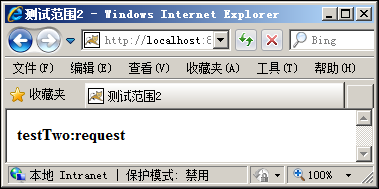 测试范围2 - Windows Internet Explorer
http://localhost:8
Bing
文件(F) 编辑(E) 查看(V) 收藏夹(A) 工具(T) 帮助(H)
收藏夹 测试范围2
testTwo:request
本地 Intranet | 保护模式: 禁用 100%